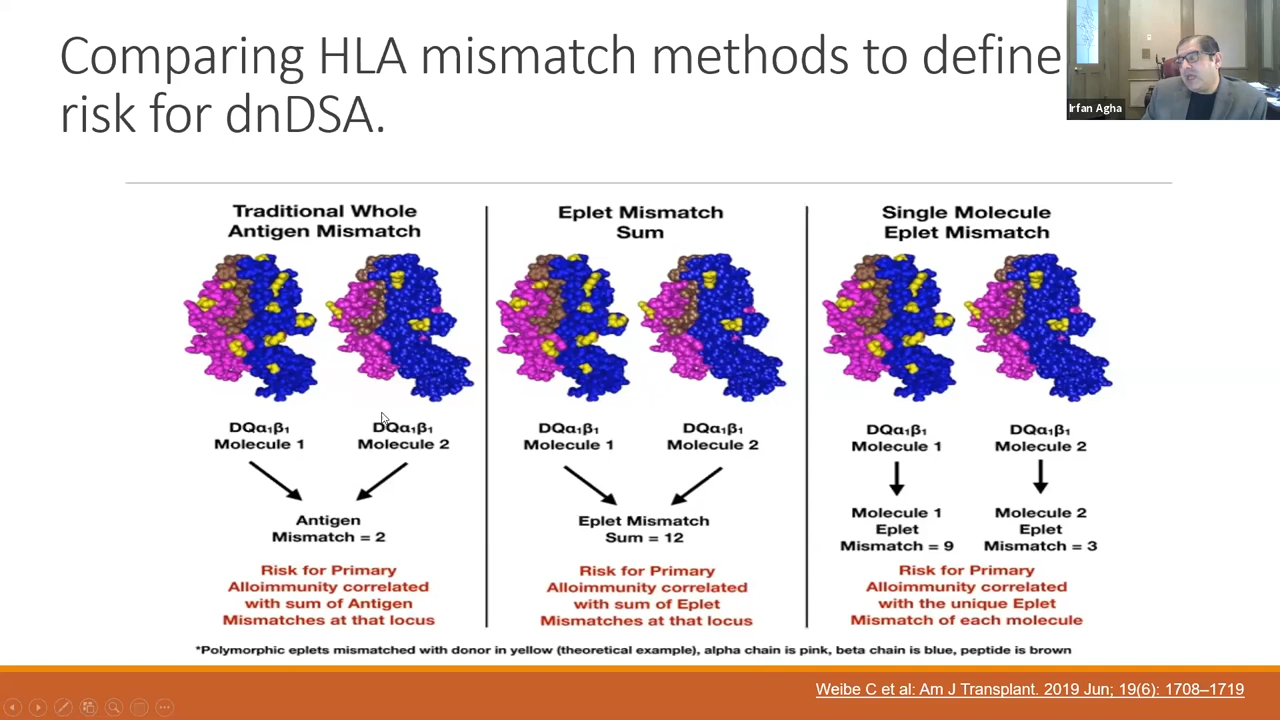 Comparing HLA mismatch methods to define
risk for dnDSA.
Irfan Agha
Traditional Whole
Antigen Mismatch
DQα₁β₁
Molecule 1
DQα₁β₁
Molecule 2
Antigen
Mismatch = 2
Risk for Primary
Alloimmunity correlated
with sum of Antigen
Mismatches at that locus
Eplet Mismatch
Sum
DQα₁β₁
Molecule 1
DQα₁β₁
Molecule 2
Eplet Mismatch
Sum = 12
Risk for Primary
Alloimmunity correlated
with sum of Eplet
Mismatches at that locus
Single Molecule
Eplet Mismatch
DQα₁β₁
Molecule 1
DQα₁β₁
Molecule 2
Molecule 1
Eplet
Mismatch = 9
Molecule 2
Eplet
Mismatch = 3
Risk for Primary
Alloimmunity correlated
with the unique Eplet
Mismatch of each molecule
*Polymorphic eplets mismatched with donor in yellow (theoretical example), alpha chain is pink, beta chain is blue, peptide is brown
Weibe C et al: Am J Transplant. 2019 Jun; 19(6): 1708–1719